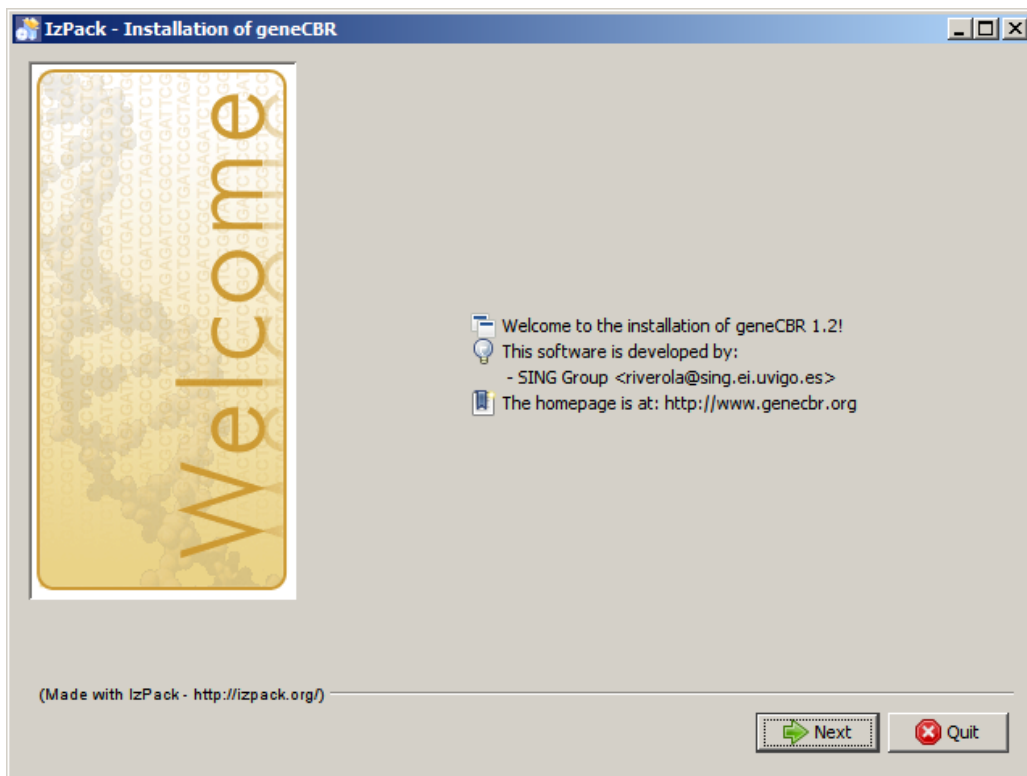 IzPack - Installation of geneCBR
Welcome
Welcome to the installation of geneCBR 1.2!
This software is developed by:
- SING Group <riverola@sing.ei.uvigo.es>
The homepage is at: http://www.genecbr.org
(Made with IzPack - http://izpack.org/)
Next
Quit